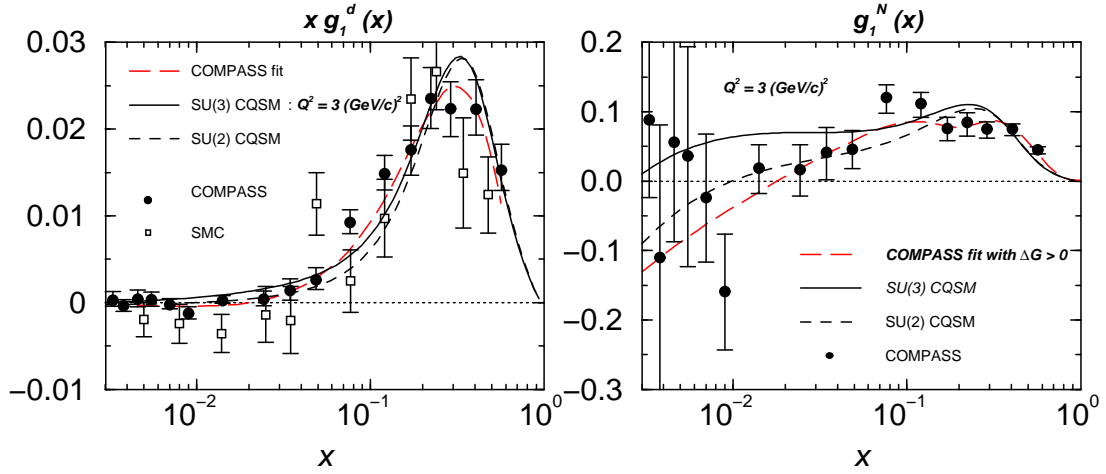 x g₁ᵈ (x)
0.03
0.02
0.01
0
−0.01
10⁻²
10⁻¹
10⁰
x
COMPASS fit
SU(3) CQSM : Q² = 3 (GeV/c)²
SU(2) CQSM
COMPASS
SMC
g₁ᴺ (x)
0.2
0.1
0.0
−0.1
−0.2
−0.3
10⁻²
10⁻¹
10⁰
x
Q² = 3 (GeV/c)²
COMPASS fit with ΔG > 0
SU(3) CQSM
SU(2) CQSM
COMPASS